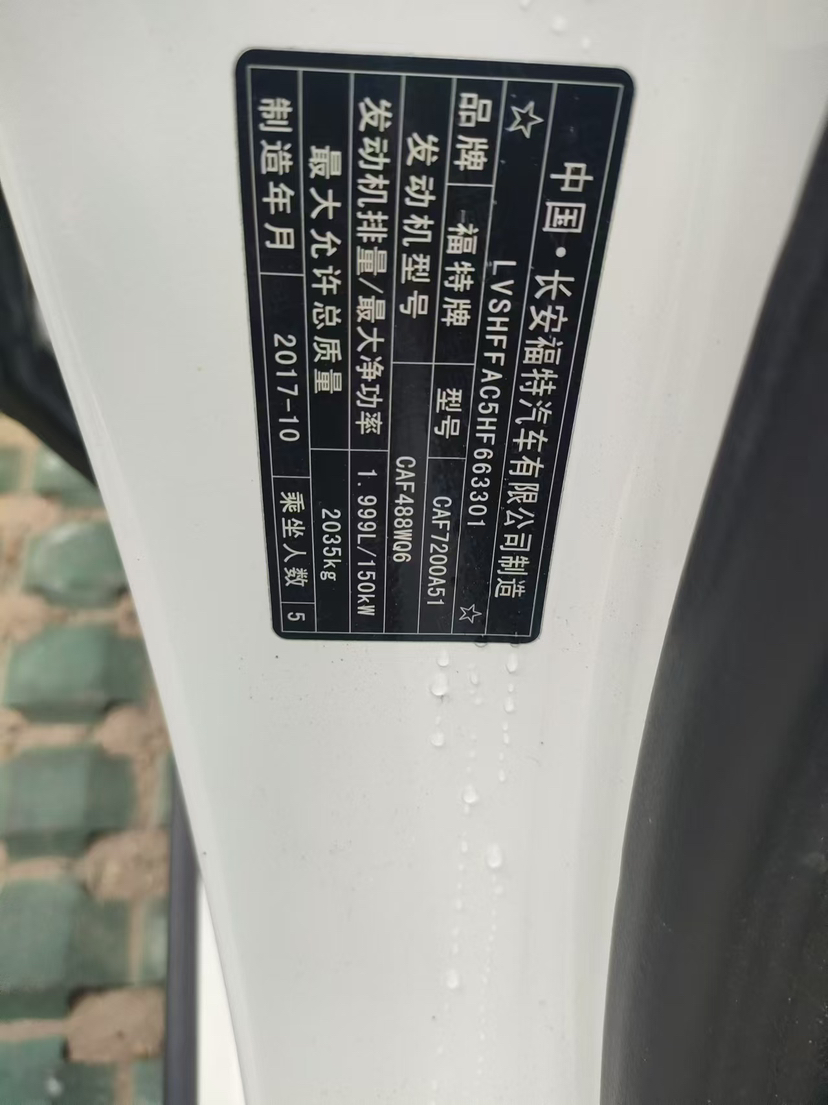 中国·长安福特汽车有限公司制造
☆ LVSHFFAC5HF663301 ☆
品牌 福特牌 型号 CAF7200A51
发动机型号 CAF488WQ6
发动机排量/最大净功率 1.999L/150kW
最大允许总质量 2035kg
制造年月 2017-10 乘坐人数 5